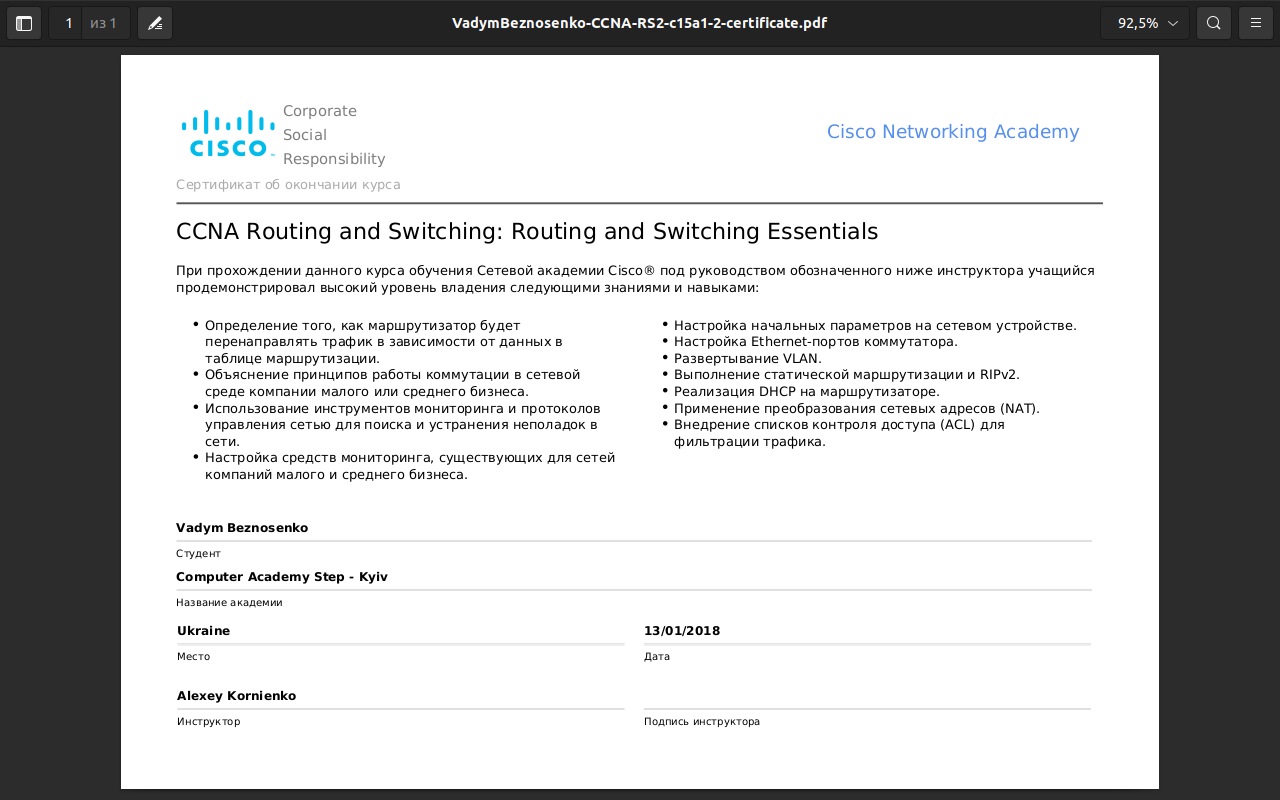 1 из 1
VadymBeznosenko-CCNA-RS2-c15a1-2-certificate.pdf
92,5%
CISCO
Corporate
Social
Responsibility
Cisco Networking Academy
Сертификат об окончании курса
CCNA Routing and Switching: Routing and Switching Essentials
При прохождении данного курса обучения Сетевой академии Cisco® под руководством обозначенного ниже инструктора учащийся
продемонстрировал высокий уровень владения следующими знаниями и навыками:
• Определение того, как маршрутизатор будет
перенаправлять трафик в зависимости от данных в
таблице маршрутизации.
• Объяснение принципов работы коммутации в сетевой
среде компании малого или среднего бизнеса.
• Использование инструментов мониторинга и протоколов
управления сетью для поиска и устранения неполадок в
сети.
• Настройка средств мониторинга, существующих для сетей
компаний малого и среднего бизнеса.
• Настройка начальных параметров на сетевом устройстве.
• Настройка Ethernet-портов коммутатора.
• Развертывание VLAN.
• Выполнение статической маршрутизации и RIPv2.
• Реализация DHCP на маршрутизаторе.
• Применение преобразования сетевых адресов (NAT).
• Внедрение списков контроля доступа (ACL) для
фильтрации трафика.
Vadym Beznosenko
Студент
Computer Academy Step - Kyiv
Название академии
Ukraine
Место
13/01/2018
Дата
Alexey Kornienko
Инструктор
Подпись инструктора